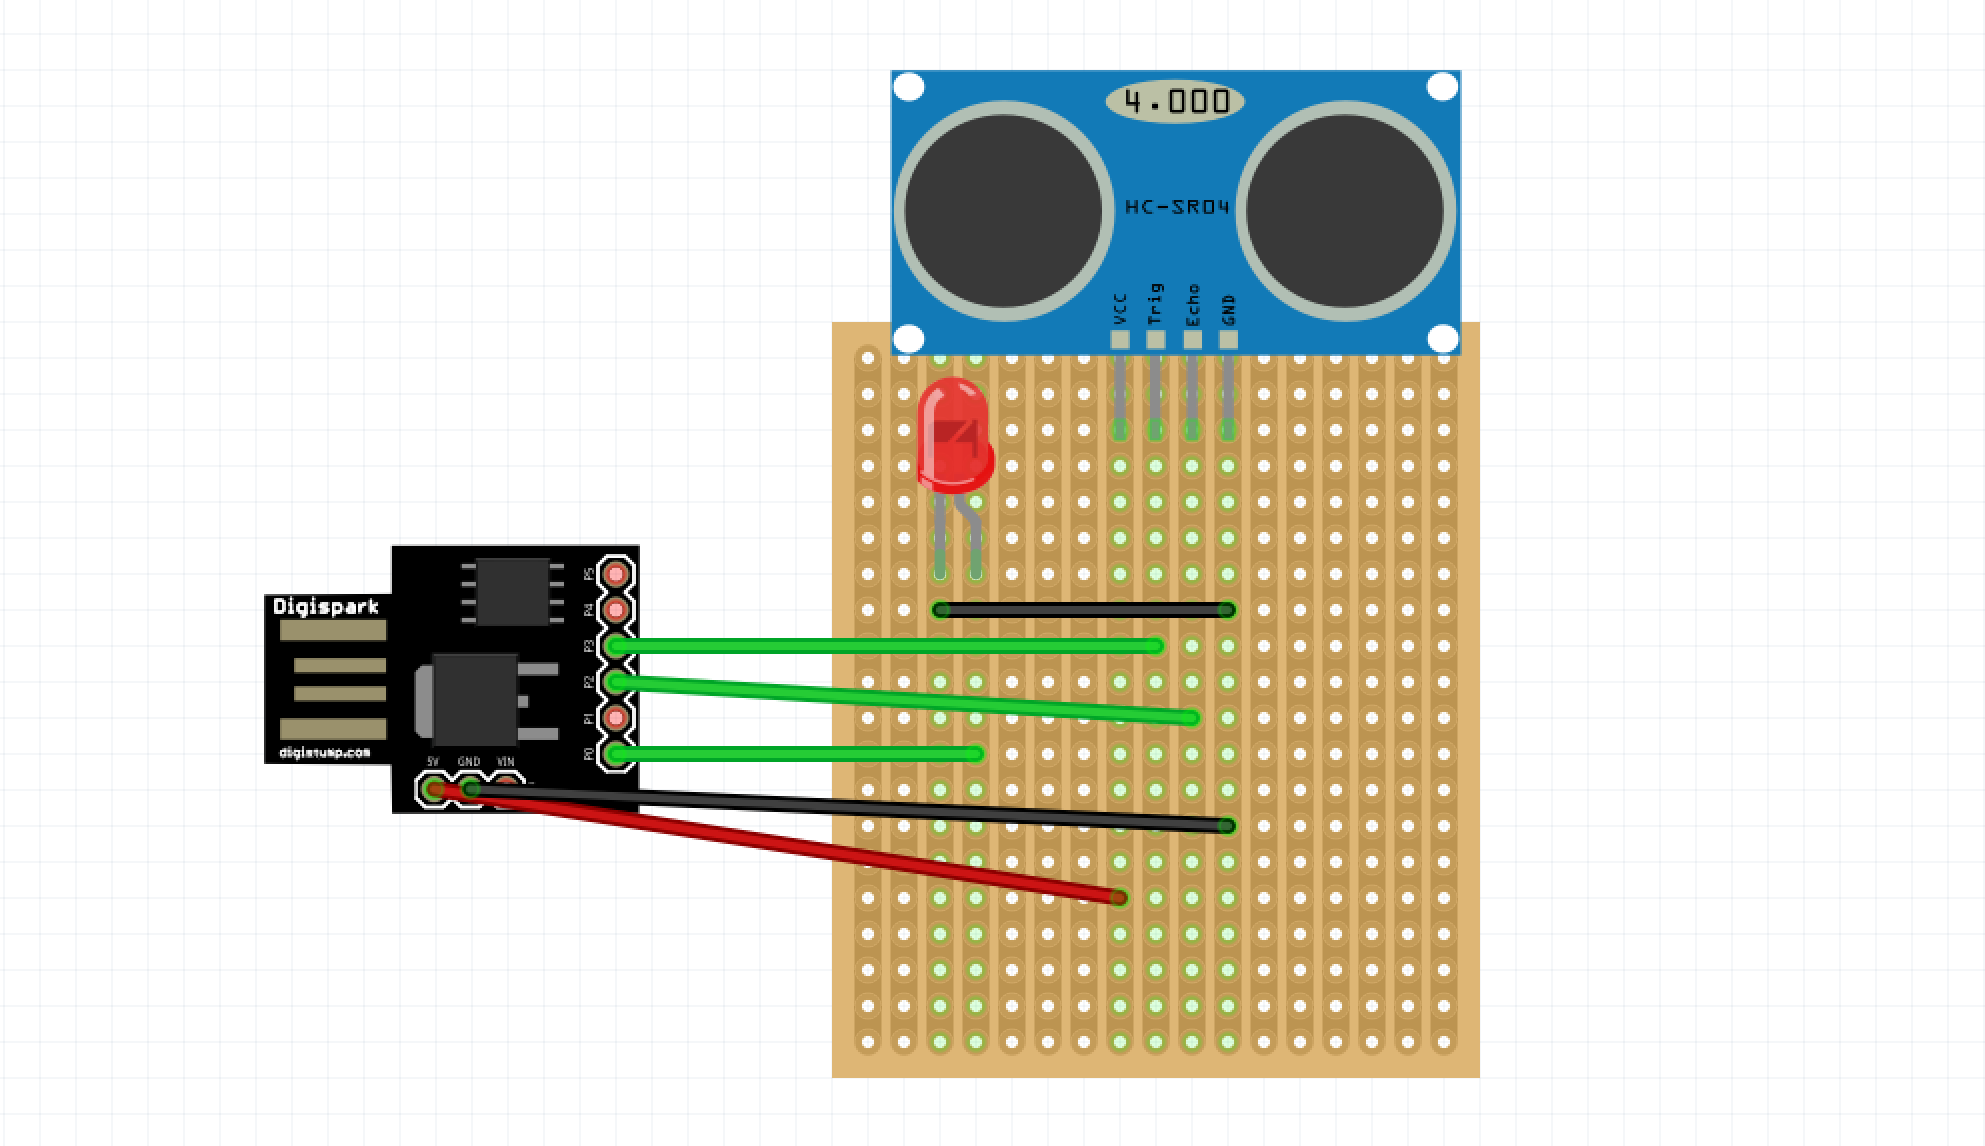 4.000
HC-SR04
VCC Trig Echo GND
Digispark
P5
P4
P3
P2
P1
P0
digistump.com
5V GND VIN